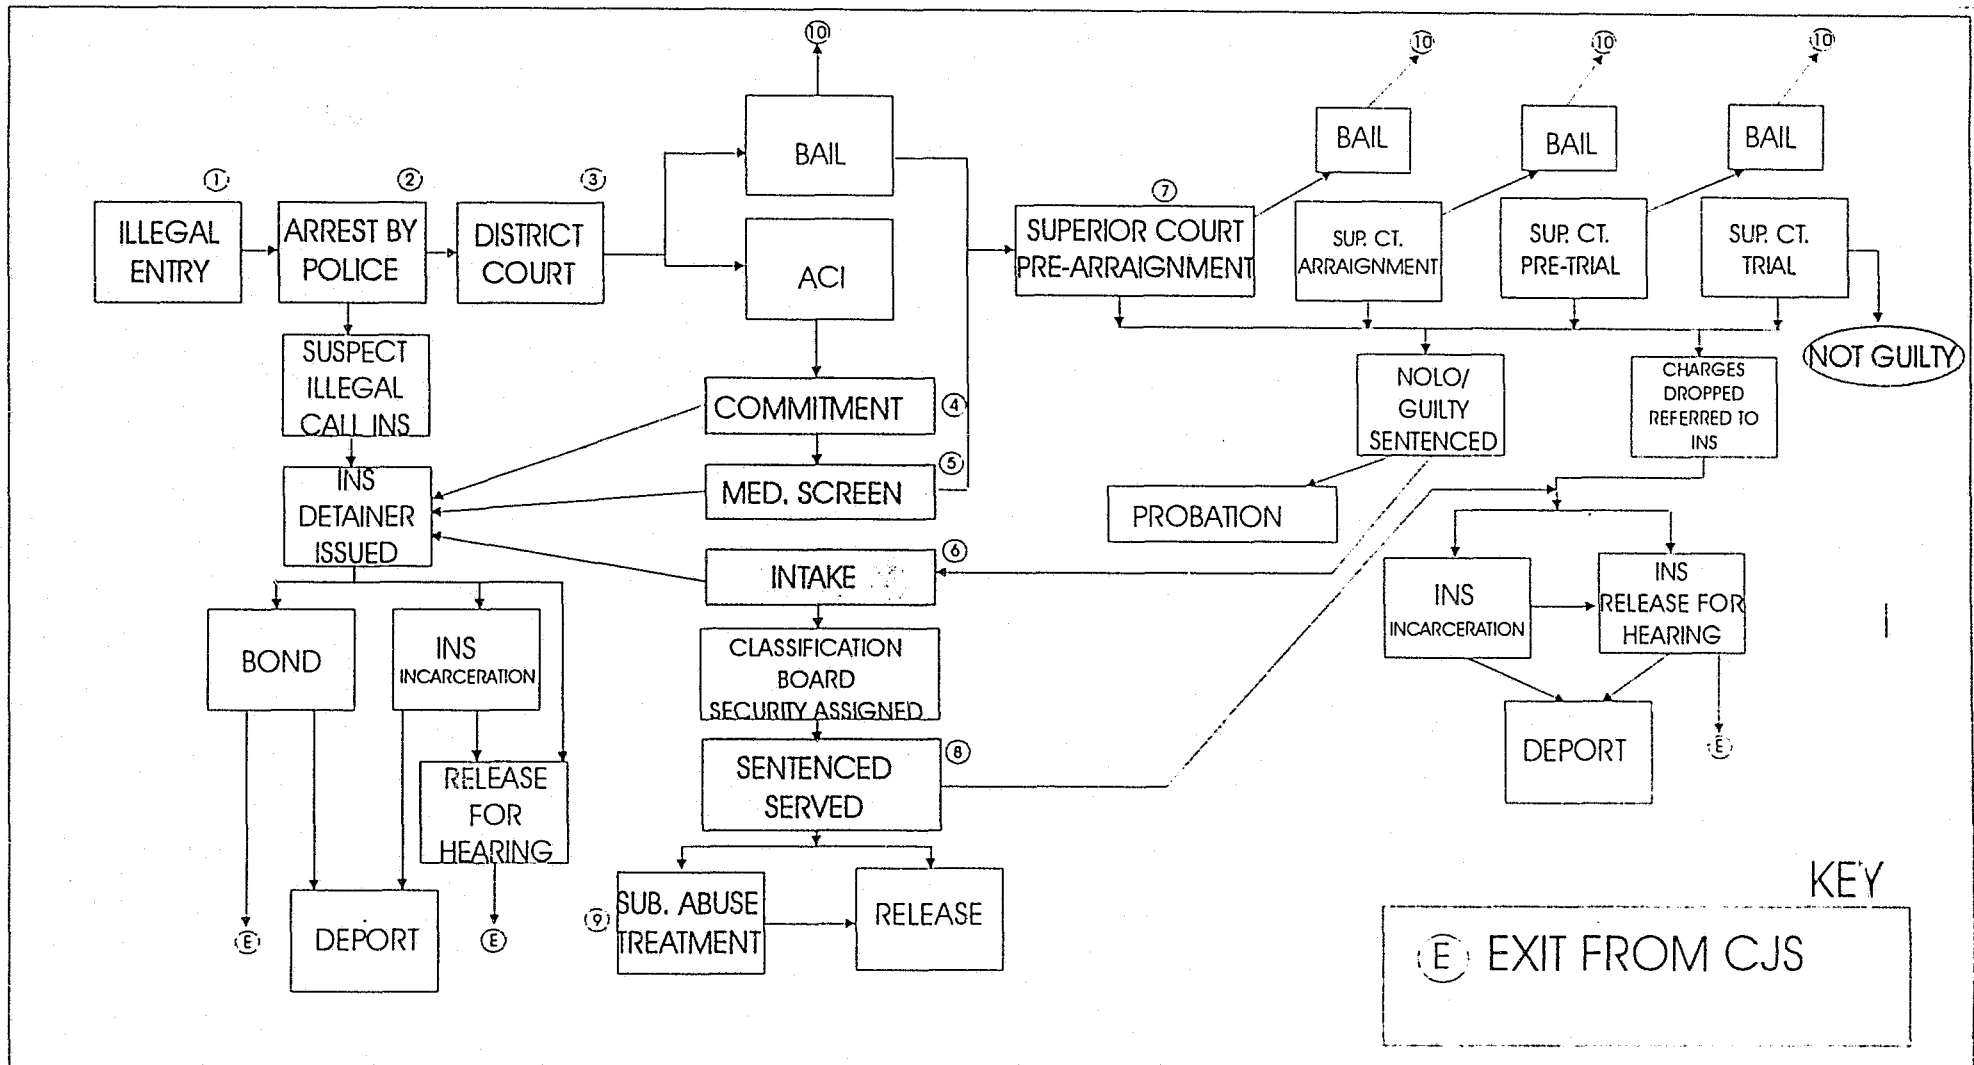 10
10
10
10
BAIL
BAIL
BAIL
BAIL
1
2
3
7
ILLEGAL
ENTRY
ARREST BY
POLICE
DISTRICT
COURT
ACI
SUPERIOR COURT
PRE-ARRAIGNMENT
SUP. CT.
ARRAIGNMENT
SUP. CT.
PRE-TRIAL
SUP. CT.
TRIAL
SUSPECT
ILLEGAL
CALL INS
COMMITMENT
4
NOLO/
GUILTY
SENTENCED
CHARGES
DROPPED
REFERRED TO
INS
NOT GUILTY
INS
DETAINER
ISSUED
MED. SCREEN
5
PROBATION
INTAKE
6
INS
INCARCERATION
INS
RELEASE FOR
HEARING
BOND
INS
INCARCERATION
CLASSIFICATION
BOARD
SECURITY ASSIGNED
DEPORT
E
RELEASE
FOR
HEARING
SENTENCED
SERVED
8
E
DEPORT
E
9
SUB. ABUSE
TREATMENT
RELEASE
KEY
E EXIT FROM CJS